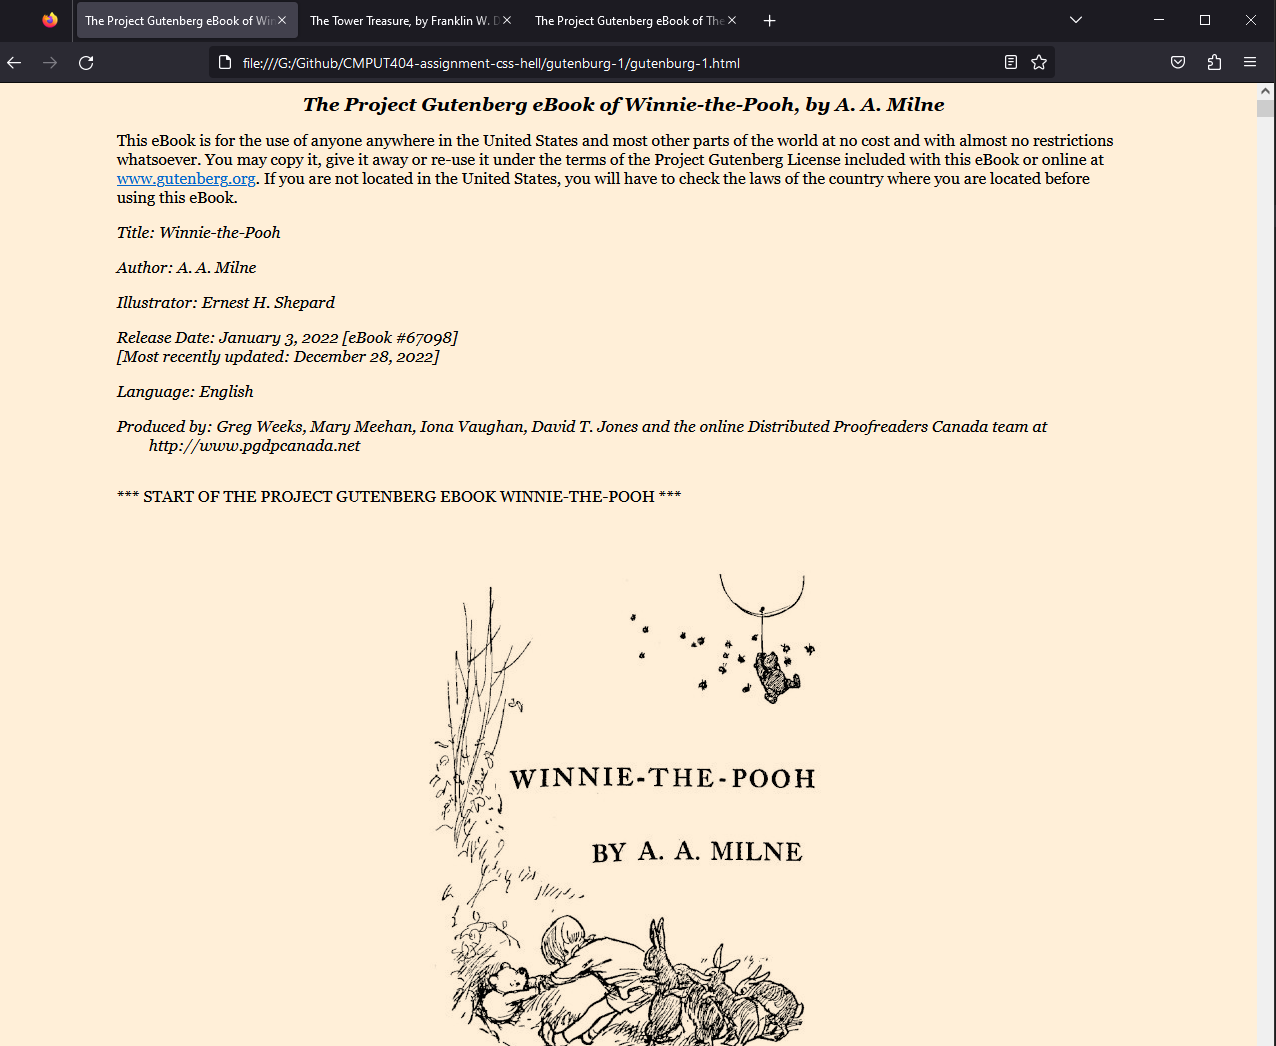 The Project Gutenberg eBook of Win
The Tower Treasure, by Franklin W. D
The Project Gutenberg eBook of The
file:///G:/Github/CMPUT404-assignment-css-hell/gutenburg-1/gutenburg-1.html
The Project Gutenberg eBook of Winnie-the-Pooh, by A. A. Milne
This eBook is for the use of anyone anywhere in the United States and most other parts of the world at no cost and with almost no restrictions
whatsoever. You may copy it, give it away or re-use it under the terms of the Project Gutenberg License included with this eBook or online at
www.gutenberg.org. If you are not located in the United States, you will have to check the laws of the country where you are located before
using this eBook.
Title: Winnie-the-Pooh
Author: A. A. Milne
Illustrator: Ernest H. Shepard
Release Date: January 3, 2022 [eBook #67098]
[Most recently updated: December 28, 2022]
Language: English
Produced by: Greg Weeks, Mary Meehan, Iona Vaughan, David T. Jones and the online Distributed Proofreaders Canada team at
http://www.pgdpcanada.net
*** START OF THE PROJECT GUTENBERG EBOOK WINNIE-THE-POOH ***
WINNIE-THE-POOH
BY A. A. MILNE